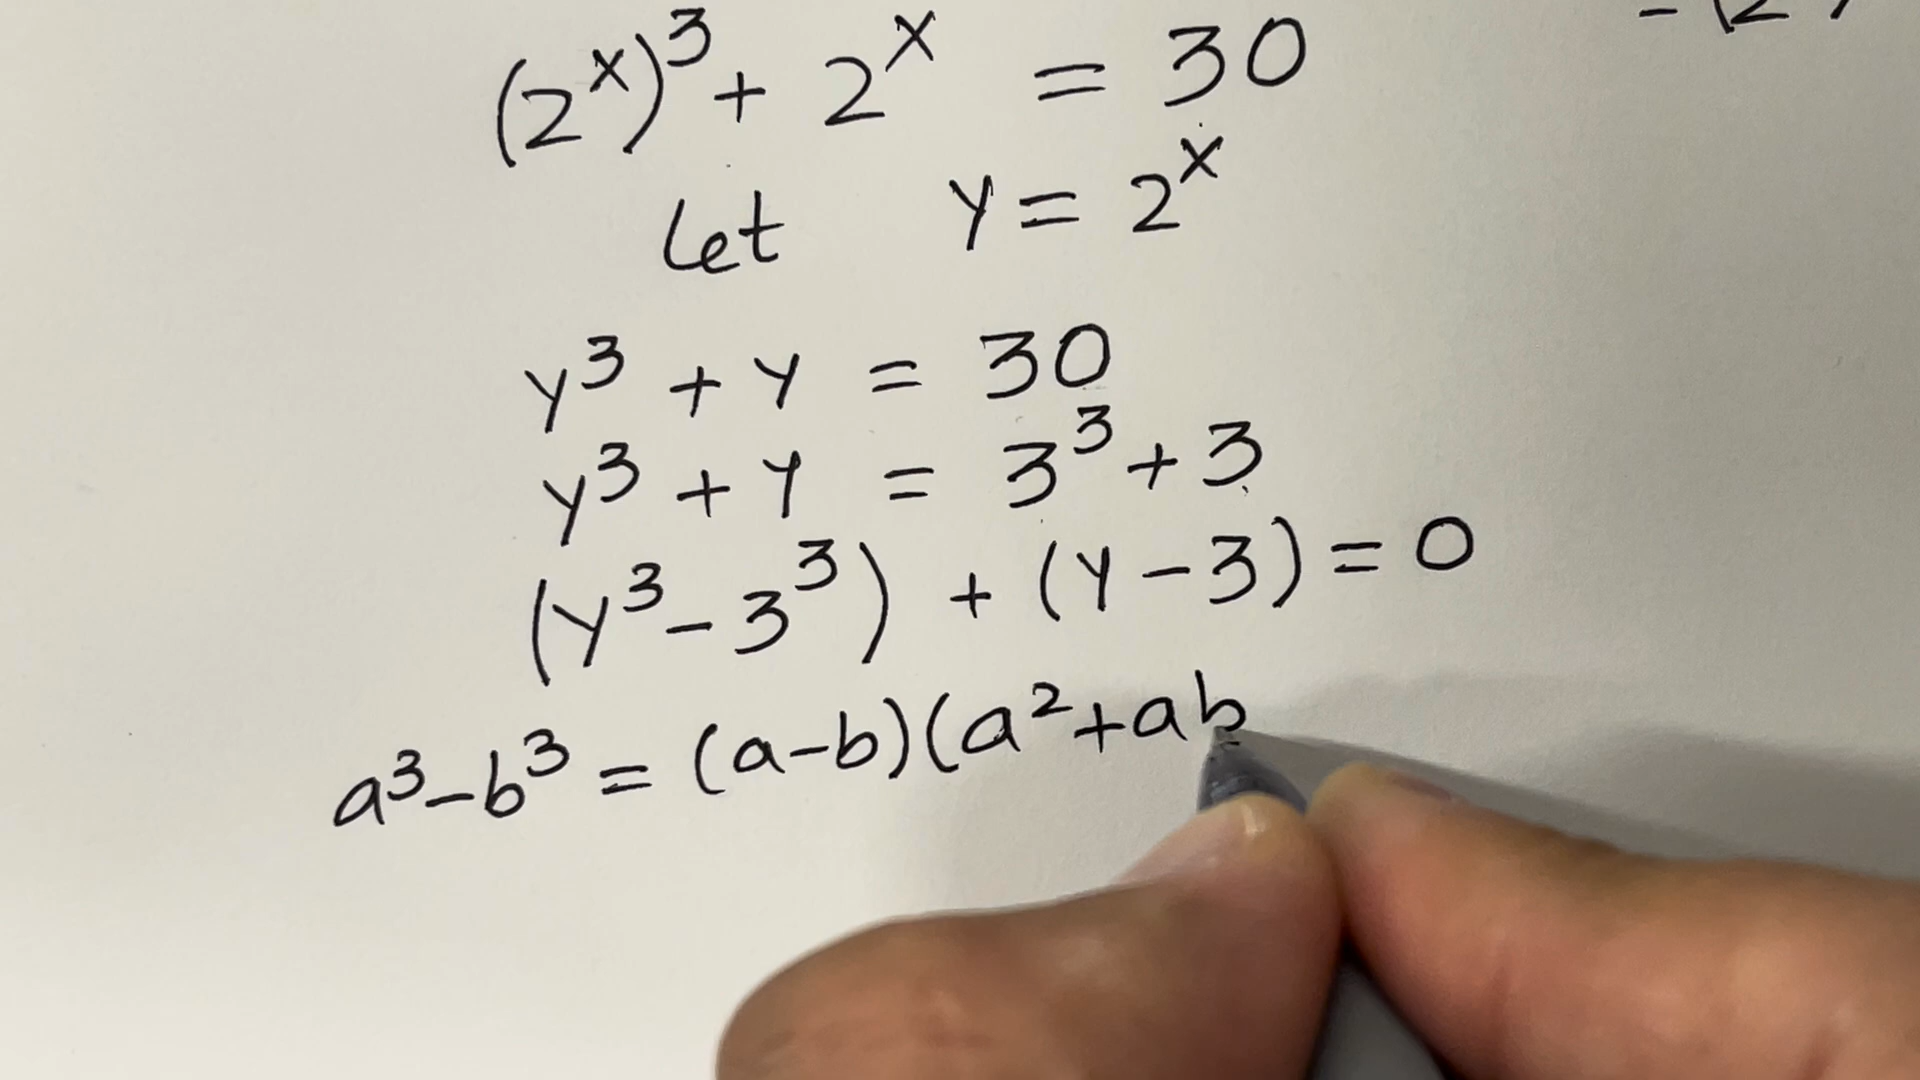 (2^x)^3 + 2^x = 30
Let y = 2^x
y^3 + y = 30
y^3 + y = 3^3 + 3
(y^3 - 3^3) + (y - 3) = 0
a^3 - b^3 = (a - b)(a^2 + ab